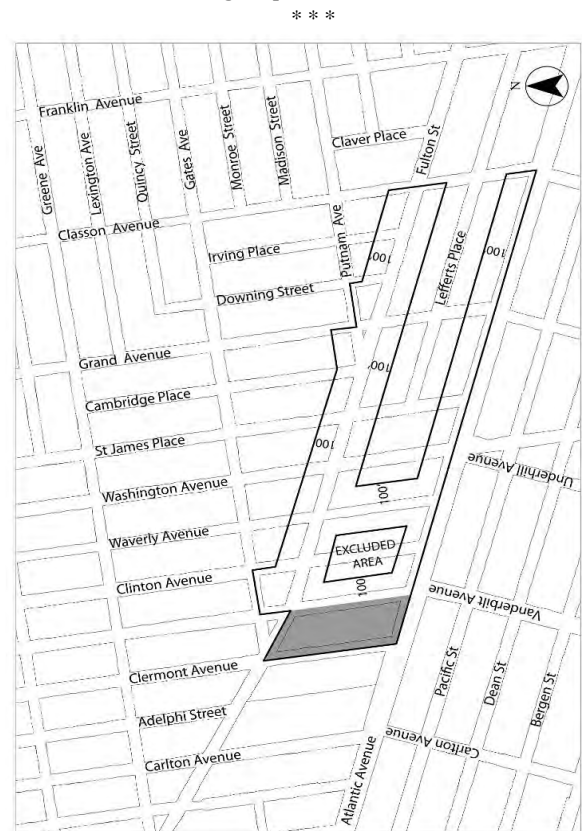 * * *
N
Franklin Avenue
Greene Ave
Lexington Ave
Quincy Street
Gates Ave
Monroe Street
Madison Street
Claver Place
Fulton St
Classon Avenue
Irving Place
Putnam Ave
100'
Lefferts Place
100'
Downing Street
Grand Avenue
100'
Cambridge Place
St James Place
100'
Washington Avenue
100'
Underhill Avenue
Waverly Avenue
EXCLUDED
AREA
Clinton Avenue
100'
Vanderbilt Avenue
Clermont Avenue
Pacific St
Dean St
Bergen St
Adelphi Street
Carlton Avenue
Carlton Avenue
Atlantic Avenue